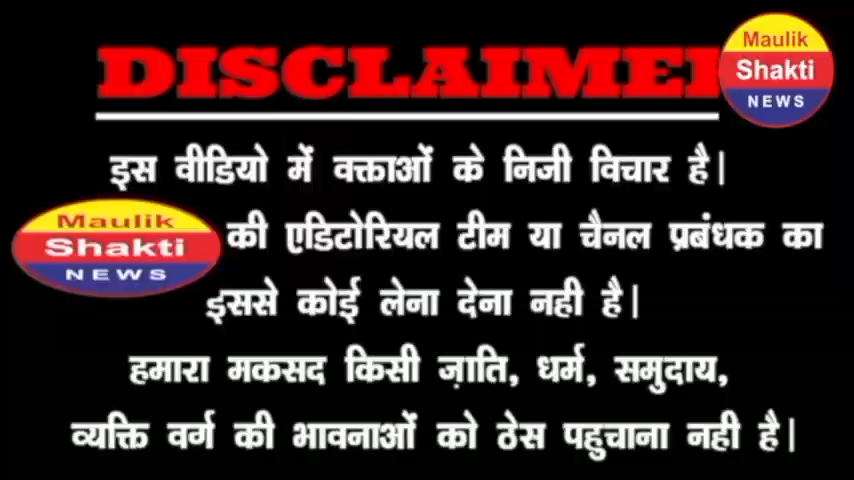 DISCLAIMER
Maulik
Shakti
NEWS
इस वीडियो में वक्ताओं के निजी विचार है|
Maulik
Shakti
NEWS
की एडिटोरियल टीम या चैनल प्रबंधक का
इससे कोई लेना देना नही है|
हमारा मकसद किसी ज़ाति, धर्म, समुदाय,
व्यक्ति वर्ग की भावनाओं को ठेस पहुचाना नही है|